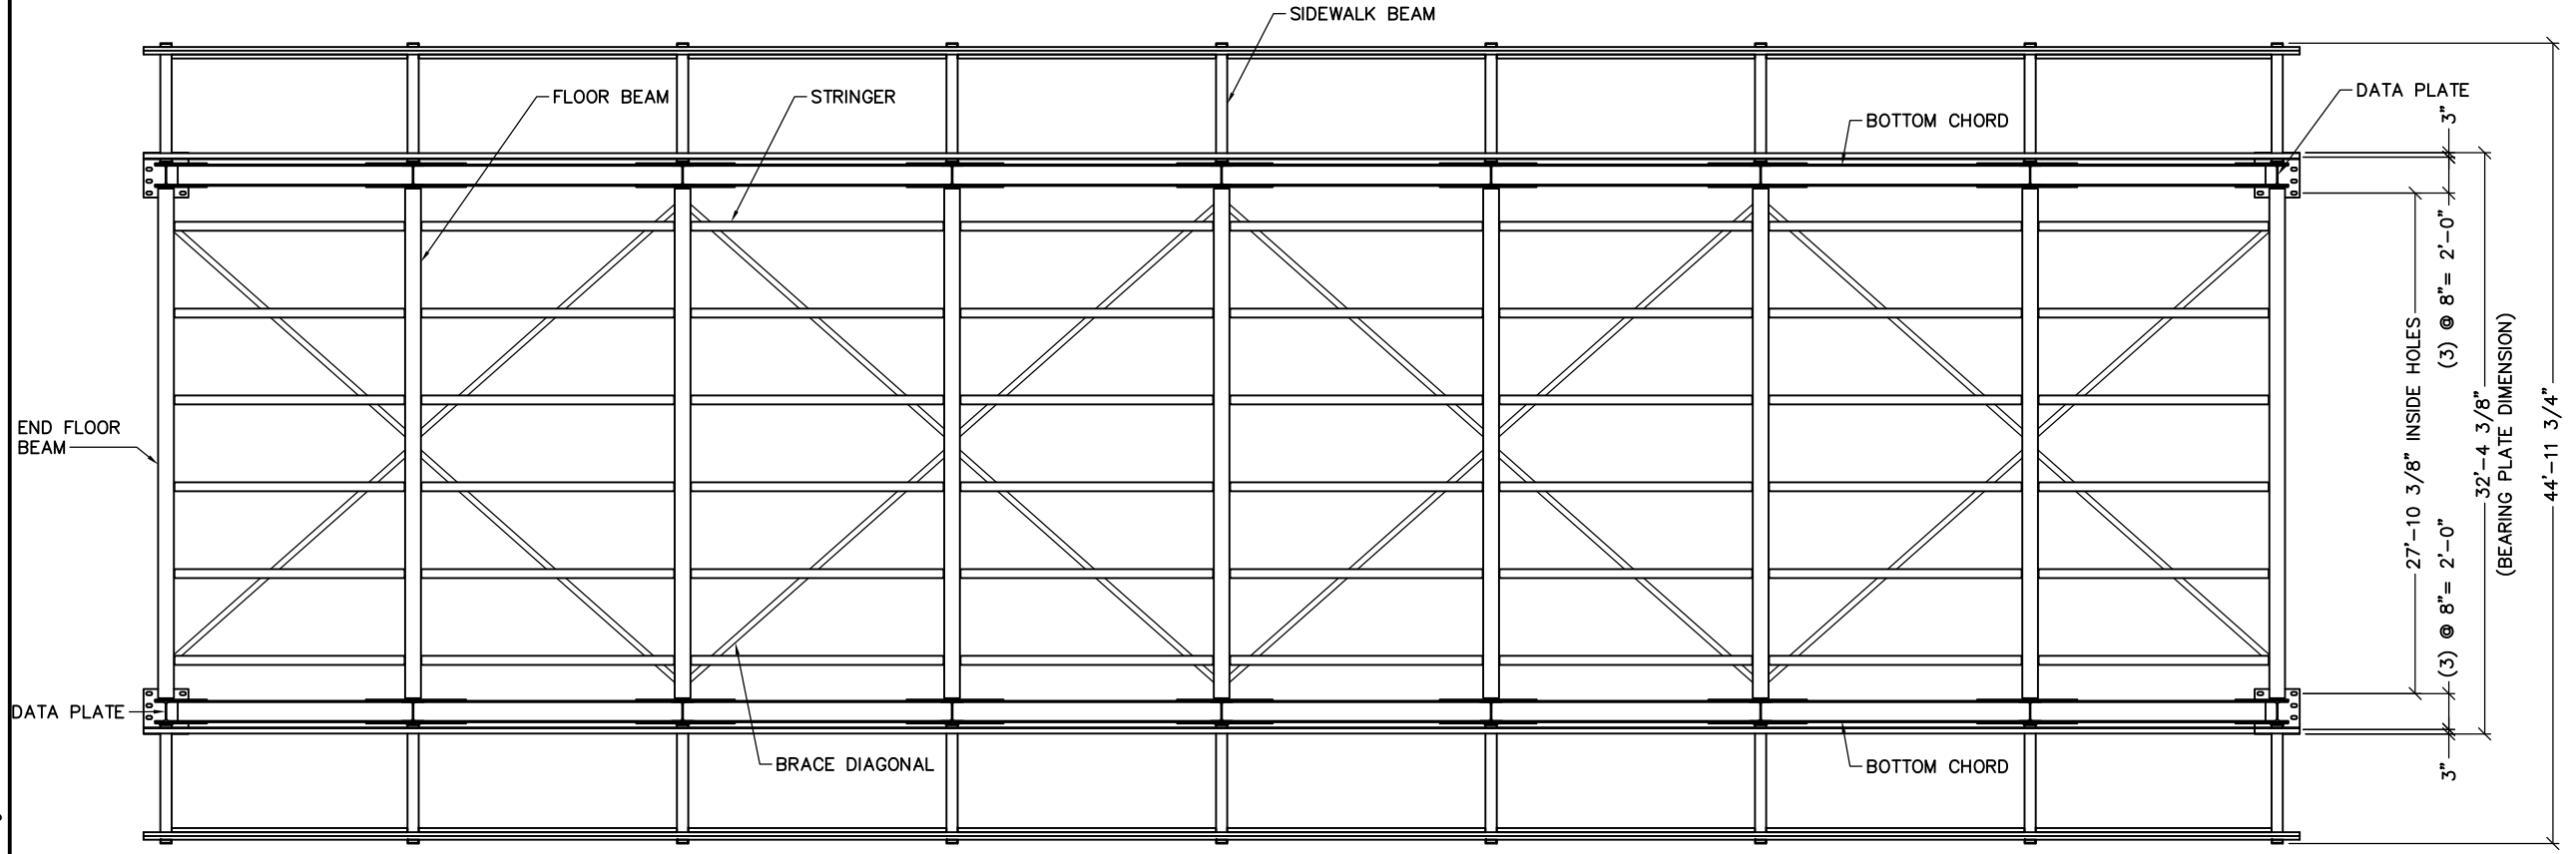 SIDEWALK BEAM
FLOOR BEAM
STRINGER
DATA PLATE
BOTTOM CHORD
3"
(3) @ 8"= 2'-0"
27'-10 3/8" INSIDE HOLES
32'-4 3/8"
(BEARING PLATE DIMENSION)
44'-11 3/4"
END FLOOR
BEAM
(3) @ 8"= 2'-0"
DATA PLATE
BRACE DIAGONAL
BOTTOM CHORD
3"